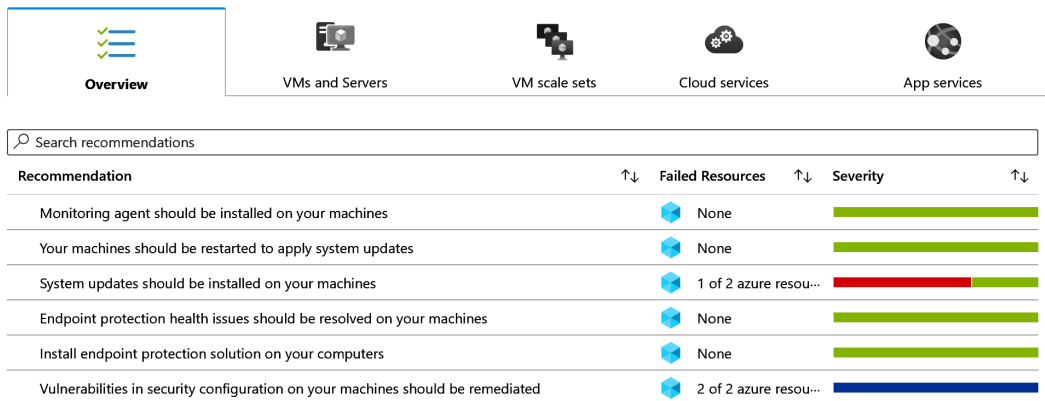 Overview VMs and Servers VM scale sets Cloud services App services
Search recommendations
Recommendation Failed Resources Severity
Monitoring agent should be installed on your machines None
Your machines should be restarted to apply system updates None
System updates should be installed on your machines 1 of 2 azure resou···
Endpoint protection health issues should be resolved on your machines None
Install endpoint protection solution on your computers None
Vulnerabilities in security configuration on your machines should be remediated 2 of 2 azure resou···